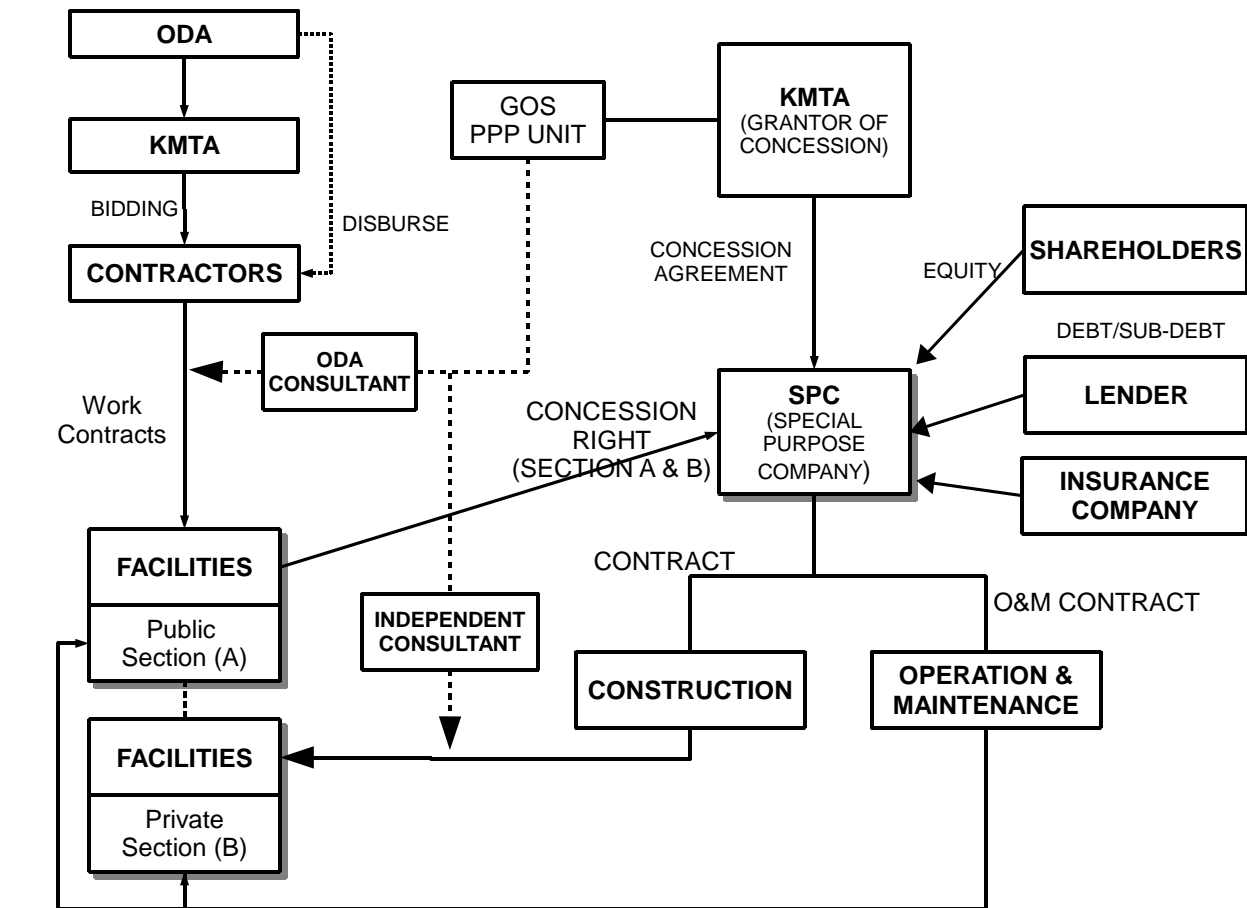 ODA
KMTA
BIDDING
DISBURSE
CONTRACTORS
GOS
PPP UNIT
KMTA
(GRANTOR OF
CONCESSION)
CONCESSION
AGREEMENT
EQUITY
SHAREHOLDERS
DEBT/SUB-DEBT
LENDER
INSURANCE
COMPANY
ODA
CONSULTANT
Work
Contracts
CONCESSION
RIGHT
(SECTION A & B)
SPC
(SPECIAL
PURPOSE
COMPANY)
FACILITIES
Public
Section (A)
INDEPENDENT
CONSULTANT
CONTRACT
O&M CONTRACT
CONSTRUCTION
OPERATION &
MAINTENANCE
FACILITIES
Private
Section (B)